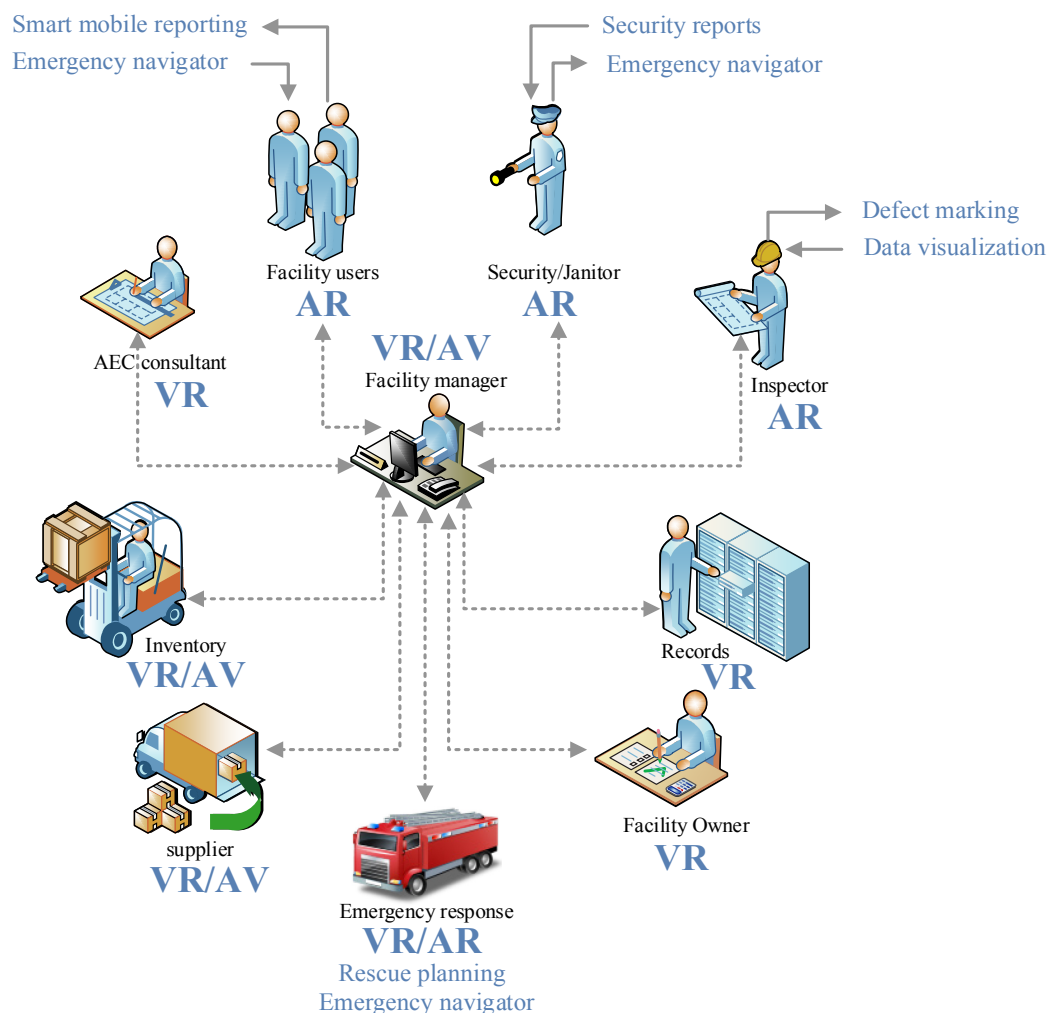 Smart mobile reporting
Emergency navigator
Security reports
Emergency navigator
Defect marking
Data visualization
Facility users
AR
Security/Janitor
AR
AEC consultant
VR
VR/AV
Facility manager
Inspector
AR
Inventory
VR/AV
Records
VR
supplier
VR/AV
Facility Owner
VR
Emergency response
VR/AR
Rescue planning
Emergency navigator